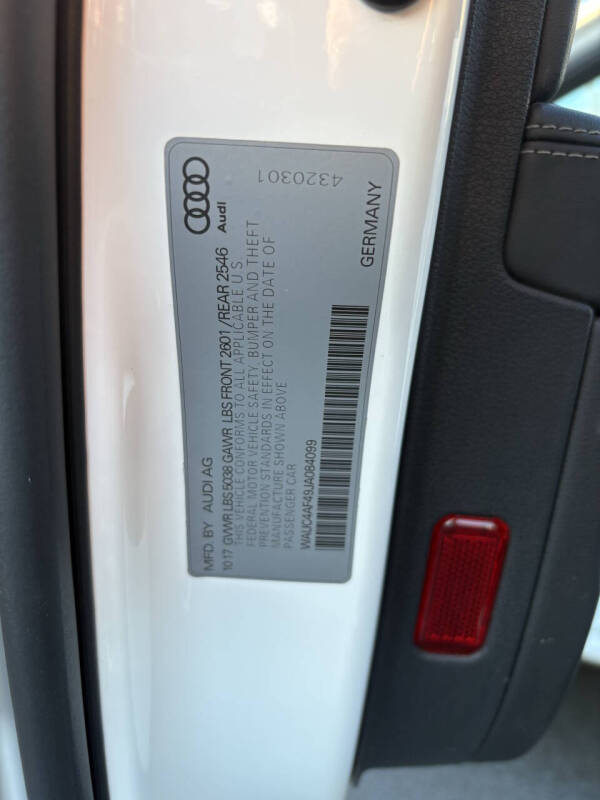 Audi
4320301
MFD. BY AUDI AG
GERMANY
10 17 GVWR LBS 5038 GAWR LBS FRONT 2601/REAR 2546
THIS VEHICLE CONFORMS TO ALL APPLICABLE U S
FEDERAL MOTOR VEHICLE SAFETY, BUMPER AND THEFT
PREVENTION STANDARDS IN EFFECT ON THE DATE OF
MANUFACTURE SHOWN ABOVE
PASSENGER CAR
WAUC4AF49JA084099